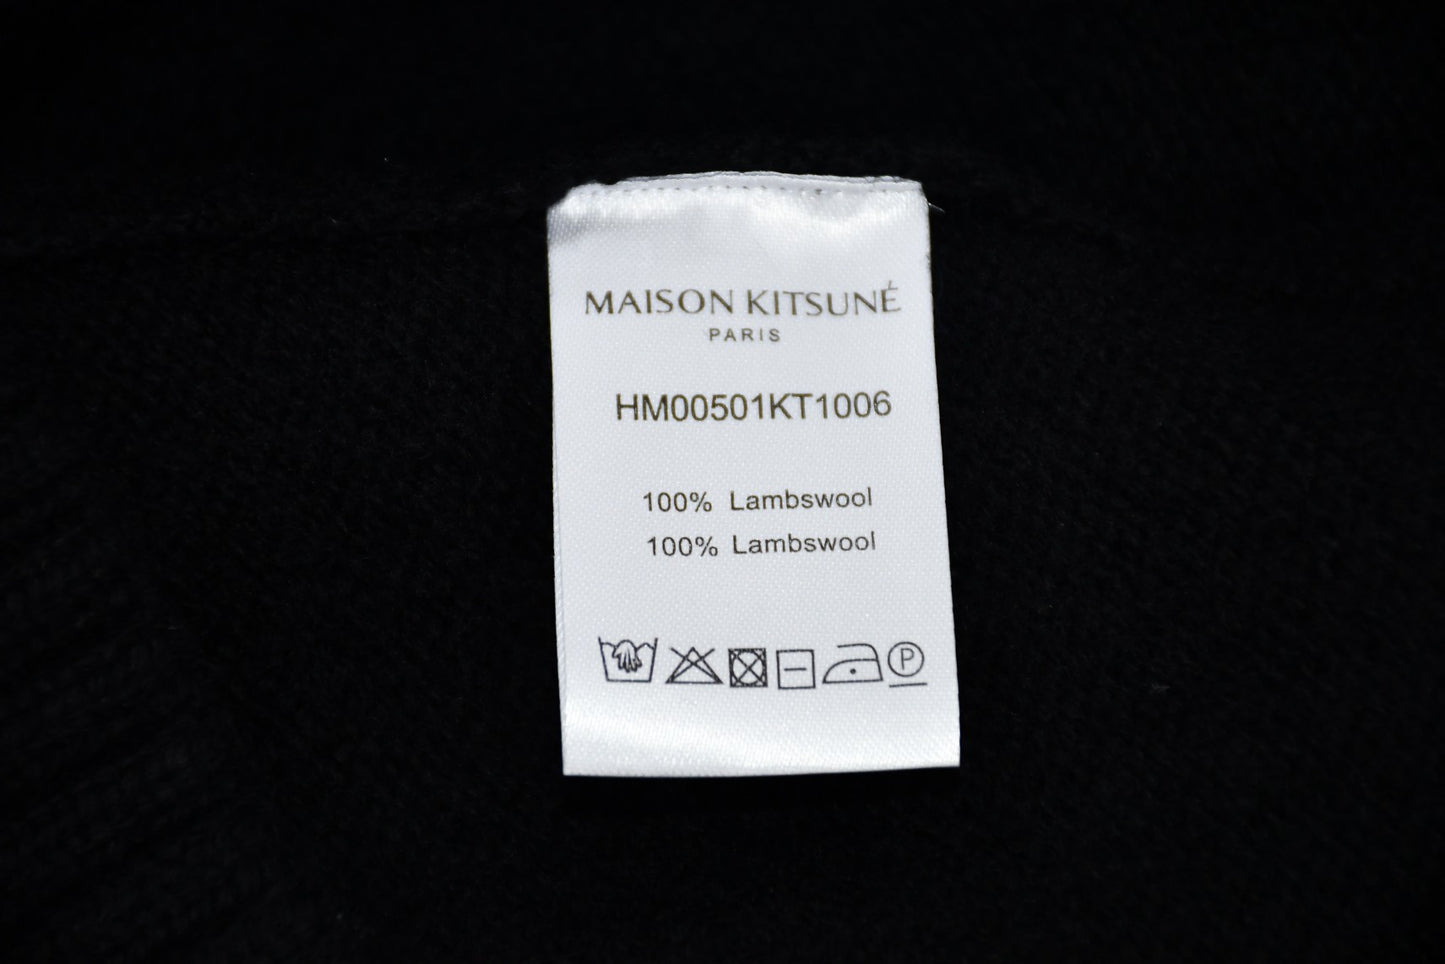 MAISON KITSUNÉ
PARIS
HM00501KT1006
100% Lambswool
100% Lambswool
P